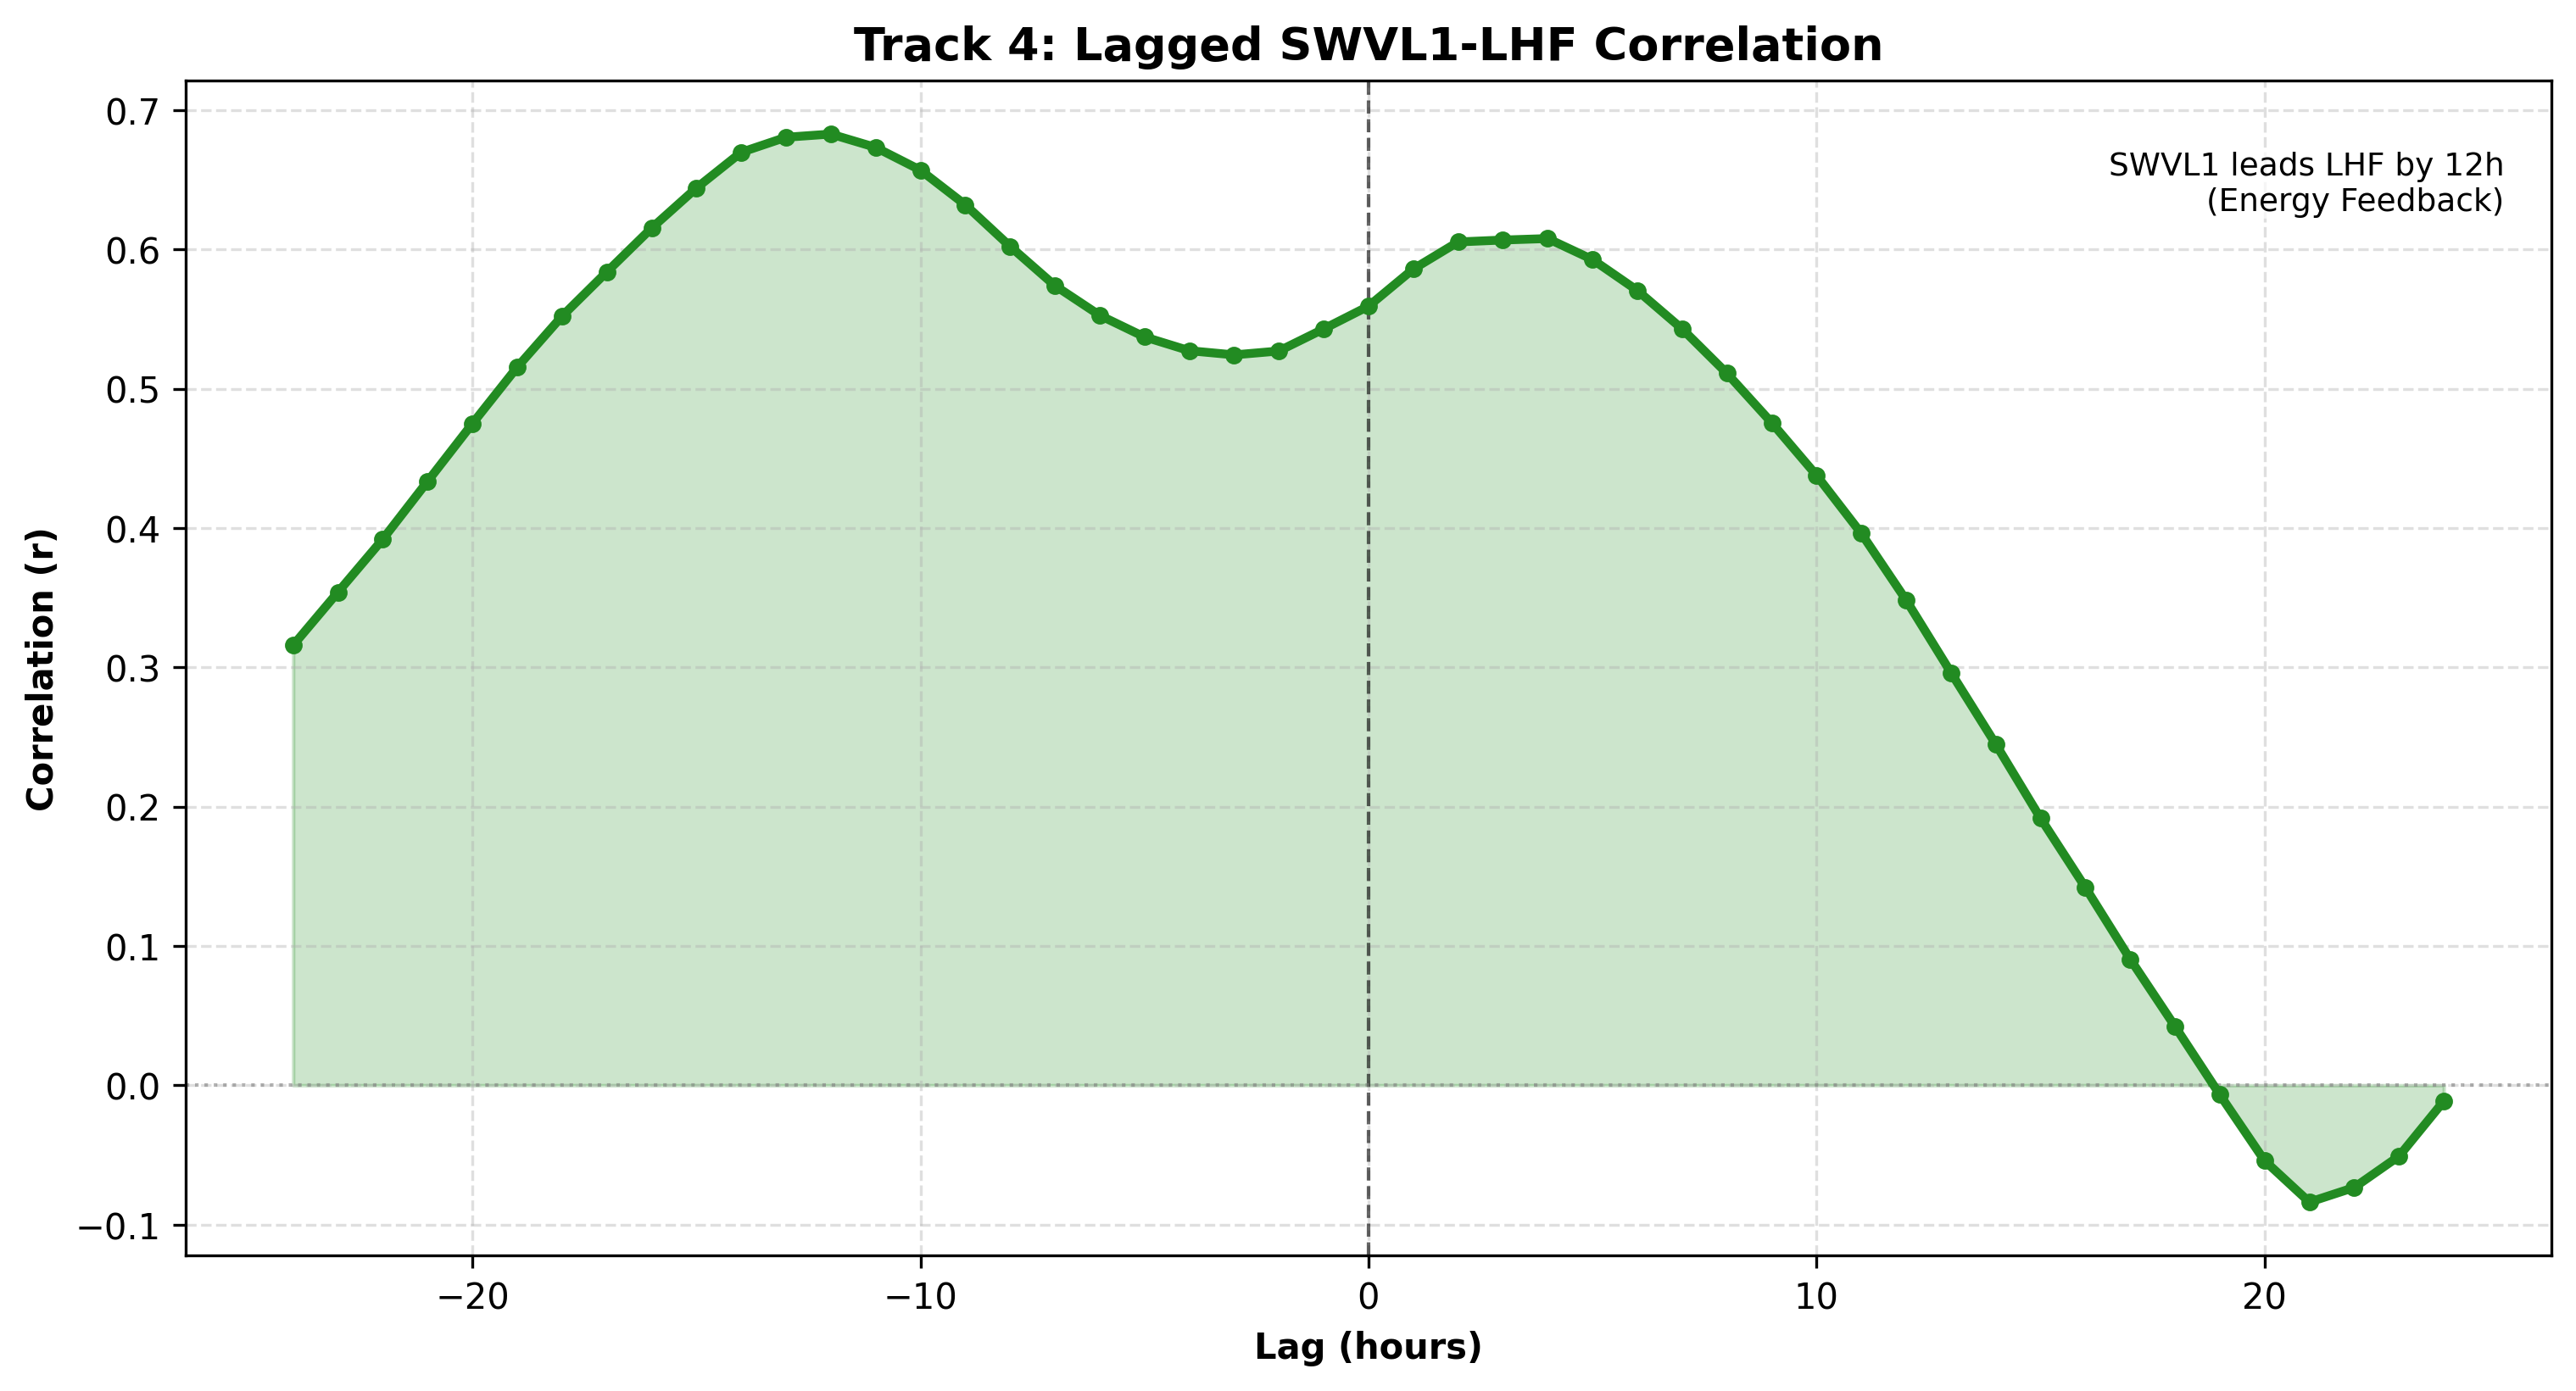 Track 4: Lagged SWVL1-LHF Correlation
SWVL1 leads LHF by 12h
(Energy Feedback)
Correlation (r)
0.7
0.6
0.5
0.4
0.3
0.2
0.1
0.0
−0.1
−20
−10
0
10
20
Lag (hours)